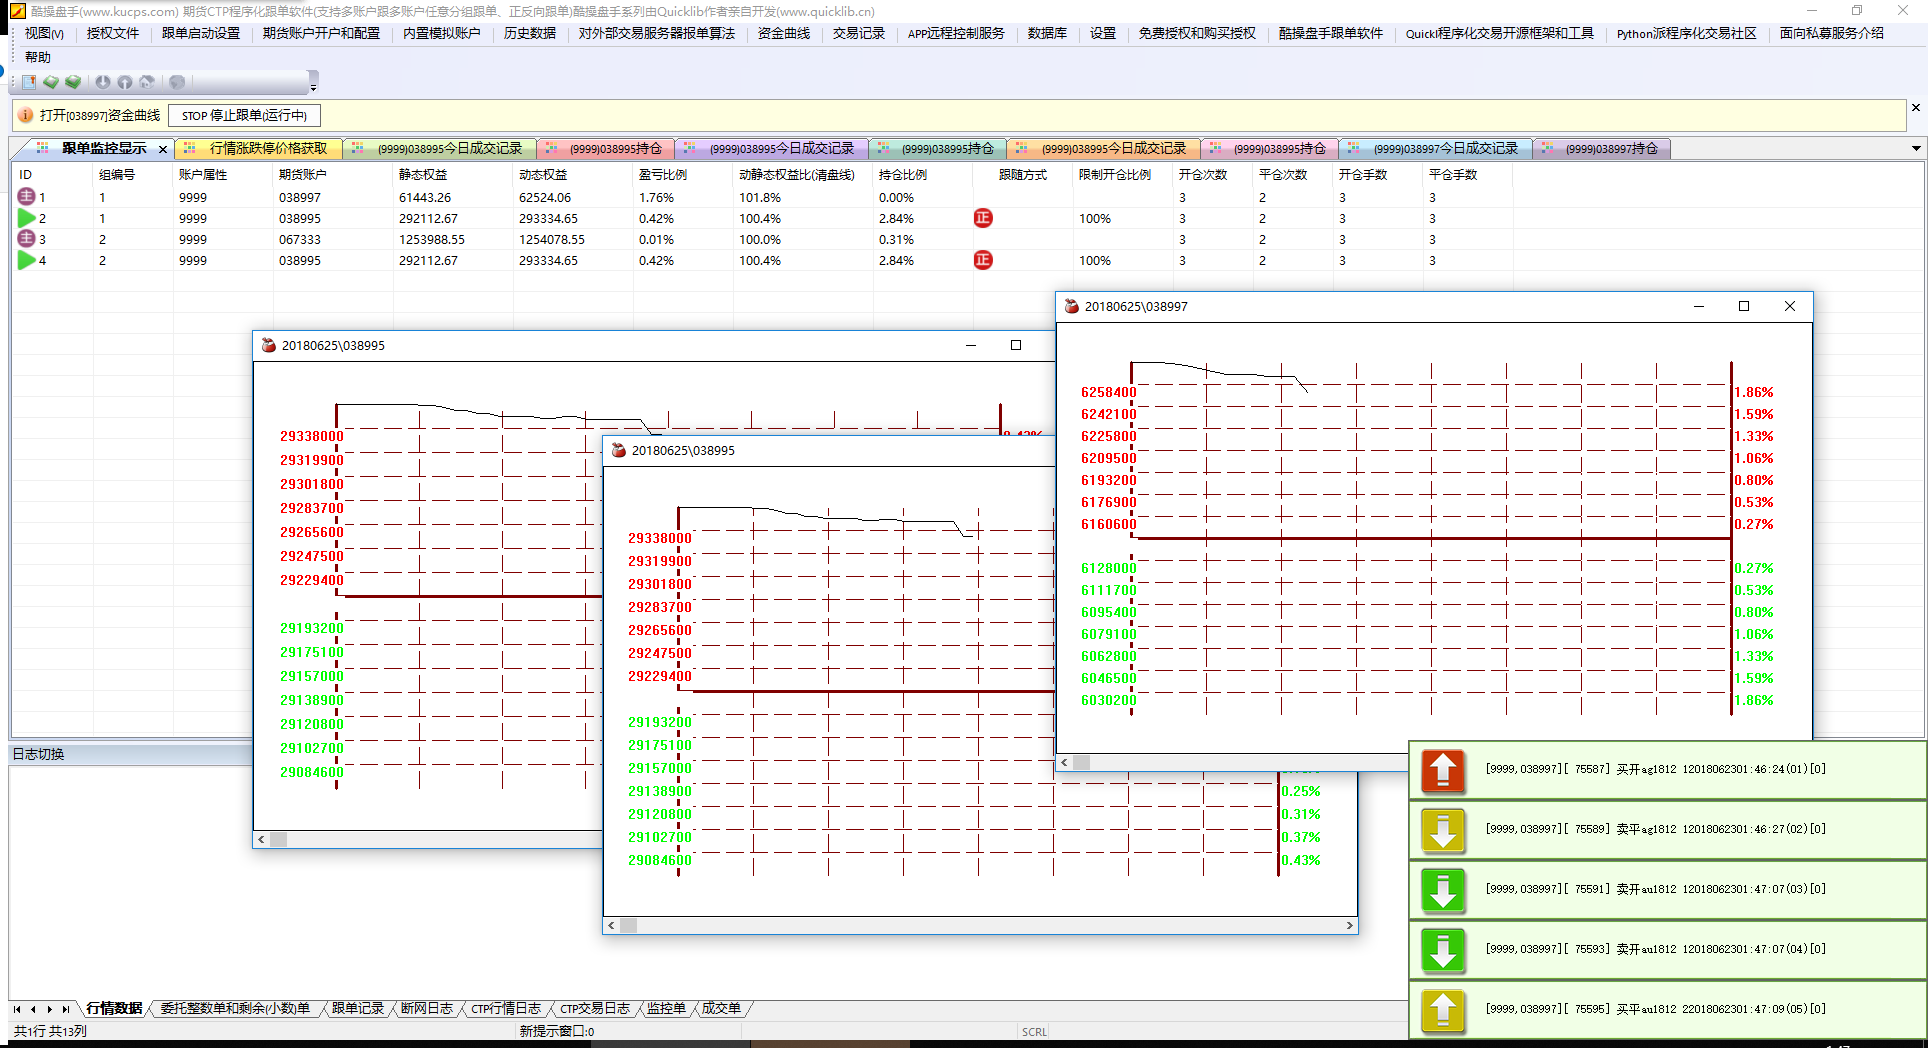 酷操盘手(www.kucps.com) 期货CTP程序化跟单软件(支持多账户跟多账户任意分组跟单、正反向跟单)酷操盘手系列由Quicklib作者亲自开发(www.quicklib.cn)
视图(V) 授权文件 跟单启动设置 期货账户开户和配置 内置模拟账户 历史数据 对外部交易服务器报单算法 资金曲线 交易记录 APP远程控制服务 数据库 设置 免费授权和购买授权 酷操盘手跟单软件 Quickl程序化交易开源框架和工具 Python派程序化交易社区 面向私募服务介绍
帮助
打开[038997]资金曲线 STOP 停止跟单(运行中)
跟单监控显示 行情涨跌停价格获取 (9999)038995今日成交记录 (9999)038995持仓 (9999)038995今日成交记录 (9999)038995持仓 (9999)038995今日成交记录 (9999)038995持仓 (9999)038997今日成交记录 (9999)038997持仓
ID 组编号 账户属性 期货账户 静态权益 动态权益 盈亏比例 动静态权益比(清盘线) 持仓比例 跟随方式 限制开仓比例 开仓次数 平仓次数 开仓手数 平仓手数
主 1 1 9999 038997 61443.26 62524.06 1.76% 101.8% 0.00% 3 2 3 3
2 1 9999 038995 292112.67 293334.65 0.42% 100.4% 2.84% 正 100% 3 2 3 3
主 3 2 9999 067333 1253988.55 1254078.55 0.01% 100.0% 0.31% 3 2 3 3
4 2 9999 038995 292112.67 293334.65 0.42% 100.4% 2.84% 正 100% 3 2 3 3
20180625\038995
29338000
29319900
29301800
29283700
29265600
29247500
29229400
29193200
29175100
29157000
29138900
29120800
29102700
29084600
20180625\038995
29338000
29319900
29301800
29283700
29265600
29247500
29229400
29193200
29175100
29157000
29138900 0.25%
29120800 0.31%
29102700 0.37%
29084600 0.43%
20180625\038997
6258400 1.86%
6242100 1.59%
6225800 1.33%
6209500 1.06%
6193200 0.80%
6176900 0.53%
6160600 0.27%
6128000 0.27%
6111700 0.53%
6095400 0.80%
6079100 1.06%
6062800 1.33%
6046500 1.59%
6030200 1.86%
日志切换
[9999,038997][ 75587] 买开ag1812 12018062301:46:24(01)[0]
[9999,038997][ 75589] 卖平ag1812 12018062301:46:27(02)[0]
[9999,038997][ 75591] 卖开au1812 12018062301:47:07(03)[0]
[9999,038997][ 75593] 卖开au1812 12018062301:47:07(04)[0]
[9999,038997][ 75595] 买平au1812 22018062301:47:09(05)[0]
行情数据 委托整数单和剩余(小数)单 跟单记录 断网日志 CTP行情日志 CTP交易日志 监控单 成交单
共1行 共13列 新提示窗口:0 SCRL